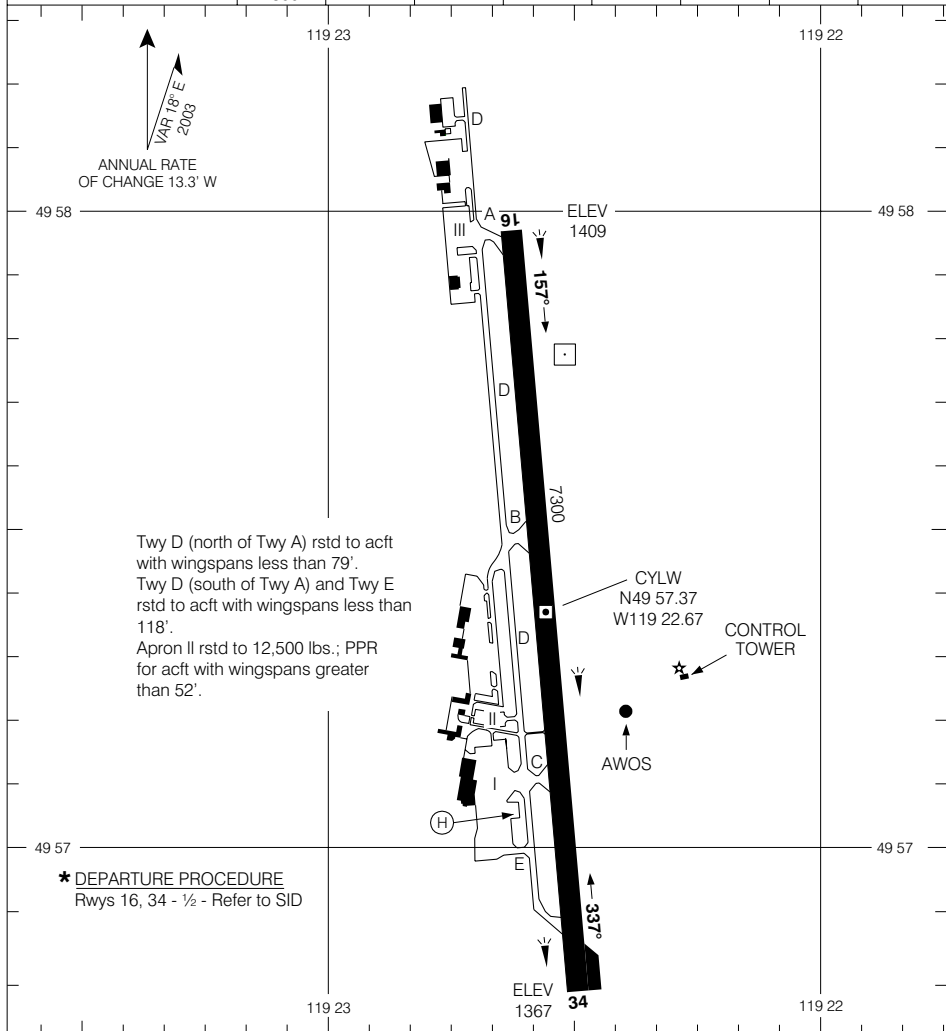 119 23
119 22
VAR 18° E
2003
ANNUAL RATE
OF CHANGE 13.3' W
D
49 58
49 58
A
16
ELEV
1409
III
157°
D
7300
B
Twy D (north of Twy A) rstd to acft
with wingspans less than 79'.
Twy D (south of Twy A) and Twy E
rstd to acft with wingspans less than
118'.
Apron II rstd to 12,500 lbs.; PPR
for acft with wingspans greater
than 52'.
CYLW
N49 57.37
W119 22.67
D
CONTROL
TOWER
II
C
AWOS
I
H
49 57
49 57
E
* DEPARTURE PROCEDURE
Rwys 16, 34 - ½ - Refer to SID
337°
ELEV
1367
34
119 23
119 22